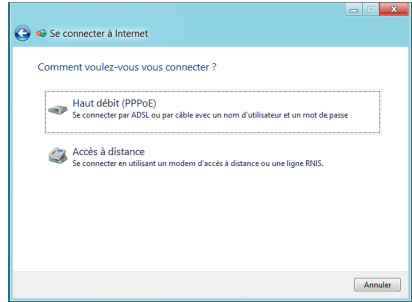 Se connecter à Internet
Comment voulez-vous vous connecter ?
Haut débit (PPPoE)
Se connecter par ADSL ou par câble avec un nom d'utilisateur et un mot de passe
Accès à distance
Se connecter en utilisant un modem d'accès à distance ou une ligne RNIS.
Annuler